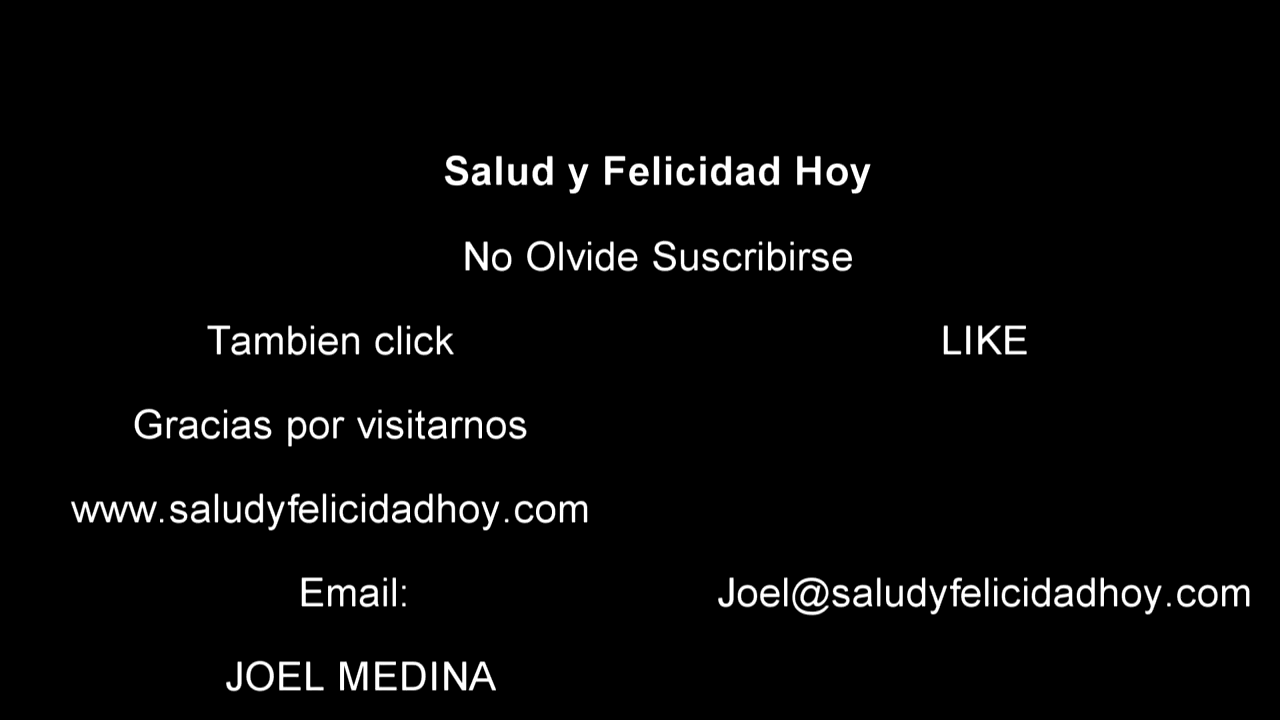 Salud y Felicidad Hoy
No Olvide Suscribirse
Tambien click LIKE
Gracias por visitarnos
www.saludyfelicidadhoy.com
Email: Joel@saludyfelicidadhoy.com
JOEL MEDINA